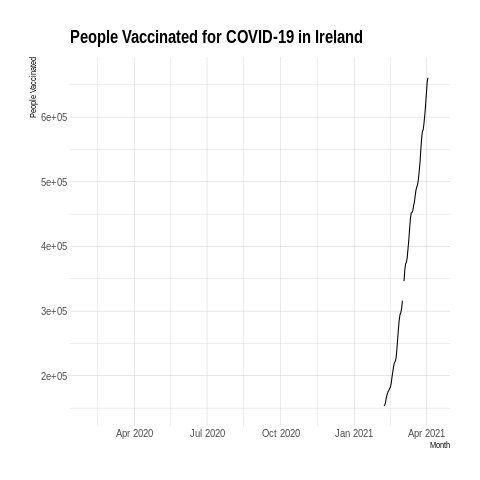 People Vaccinated for COVID-19 in Ireland
People Vaccinated
6e+05
5e+05
4e+05
3e+05
2e+05
Apr 2020 Jul 2020 Oct 2020 Jan 2021 Apr 2021
Month